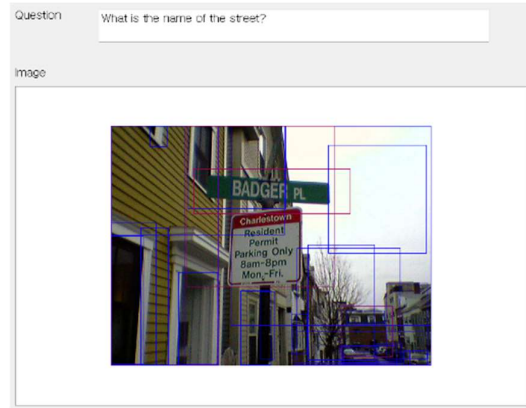 Question
What is the name of the street?
Image
BADGER PL
Charlestown
Resident
Permit
Parking Only
8am-8pm
Mon.-Fri.